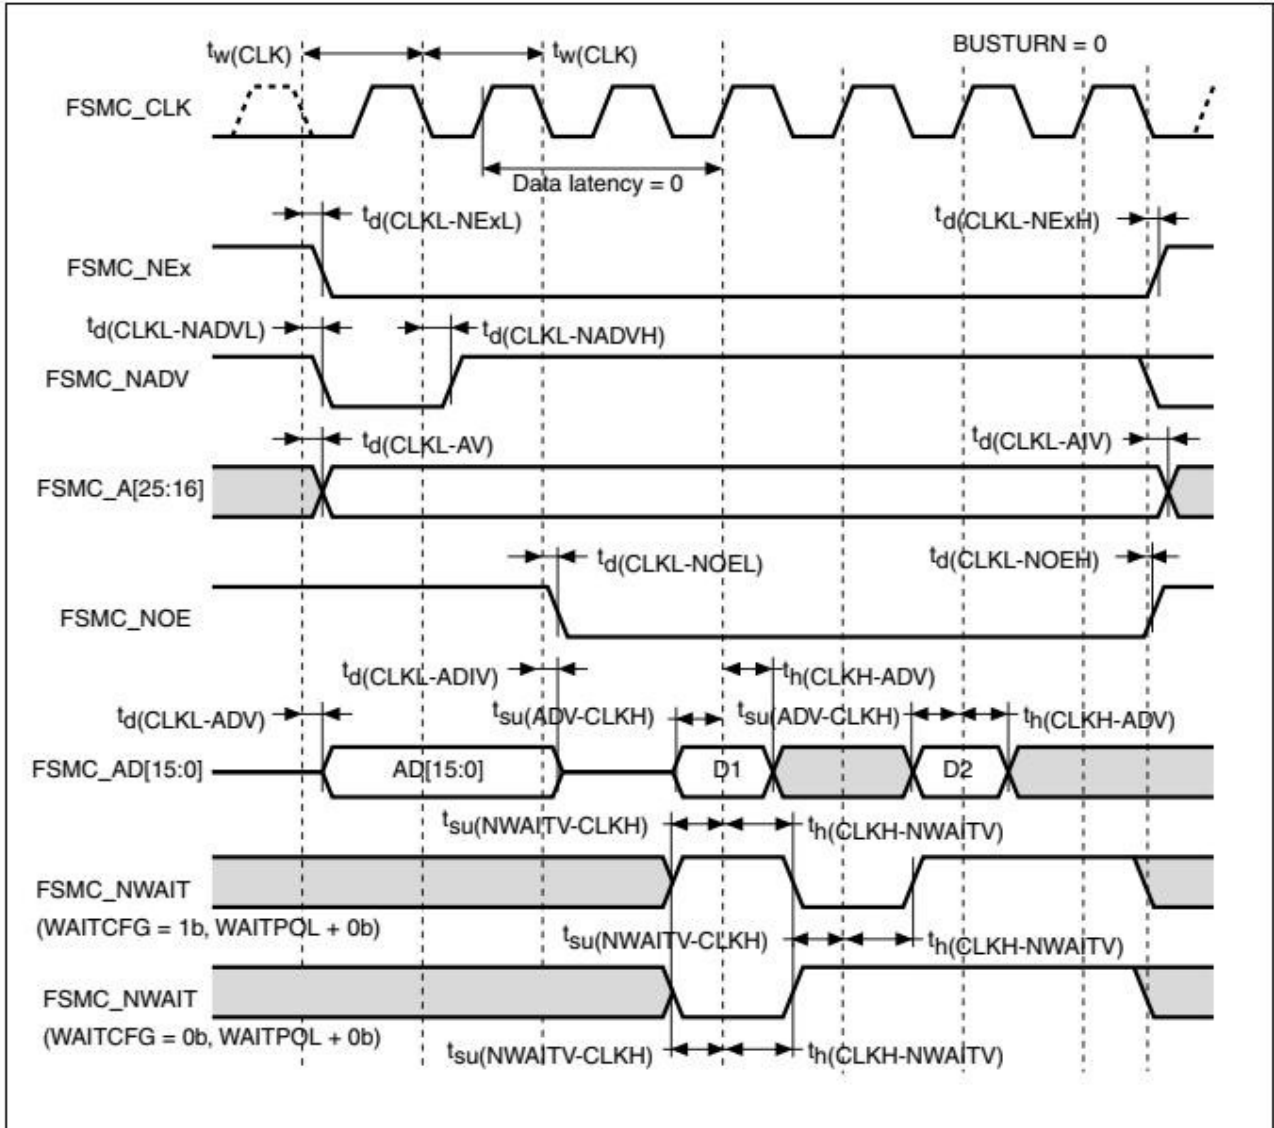 tw(CLK) tw(CLK) BUSTURN = 0
FSMC_CLK
Data latency = 0
td(CLKL-NExL) td(CLKL-NExH)
FSMC_NEx
td(CLKL-NADVL) td(CLKL-NADVH)
FSMC_NADV
td(CLKL-AV) td(CLKL-AIV)
FSMC_A[25:16]
td(CLKL-NOEL) td(CLKL-NOEH)
FSMC_NOE
td(CLKL-ADIV) th(CLKH-ADV)
td(CLKL-ADV) tsu(ADV-CLKH) tsu(ADV-CLKH) th(CLKH-ADV)
FSMC_AD[15:0] AD[15:0] D1 D2
tsu(NWAITV-CLKH) th(CLKH-NWAITV)
FSMC_NWAIT
(WAITCFG = 1b, WAITPOL + 0b)
tsu(NWAITV-CLKH) th(CLKH-NWAITV)
FSMC_NWAIT
(WAITCFG = 0b, WAITPOL + 0b)
tsu(NWAITV-CLKH) th(CLKH-NWAITV)